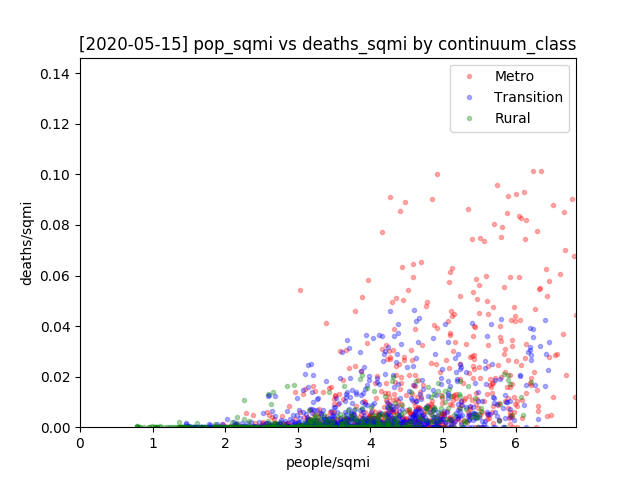 [2020-05-15] pop_sqmi vs deaths_sqmi by continuum_class
Metro
Transition
Rural
deaths/sqmi
0.14
0.12
0.10
0.08
0.06
0.04
0.02
0.00
0 1 2 3 4 5 6
people/sqmi